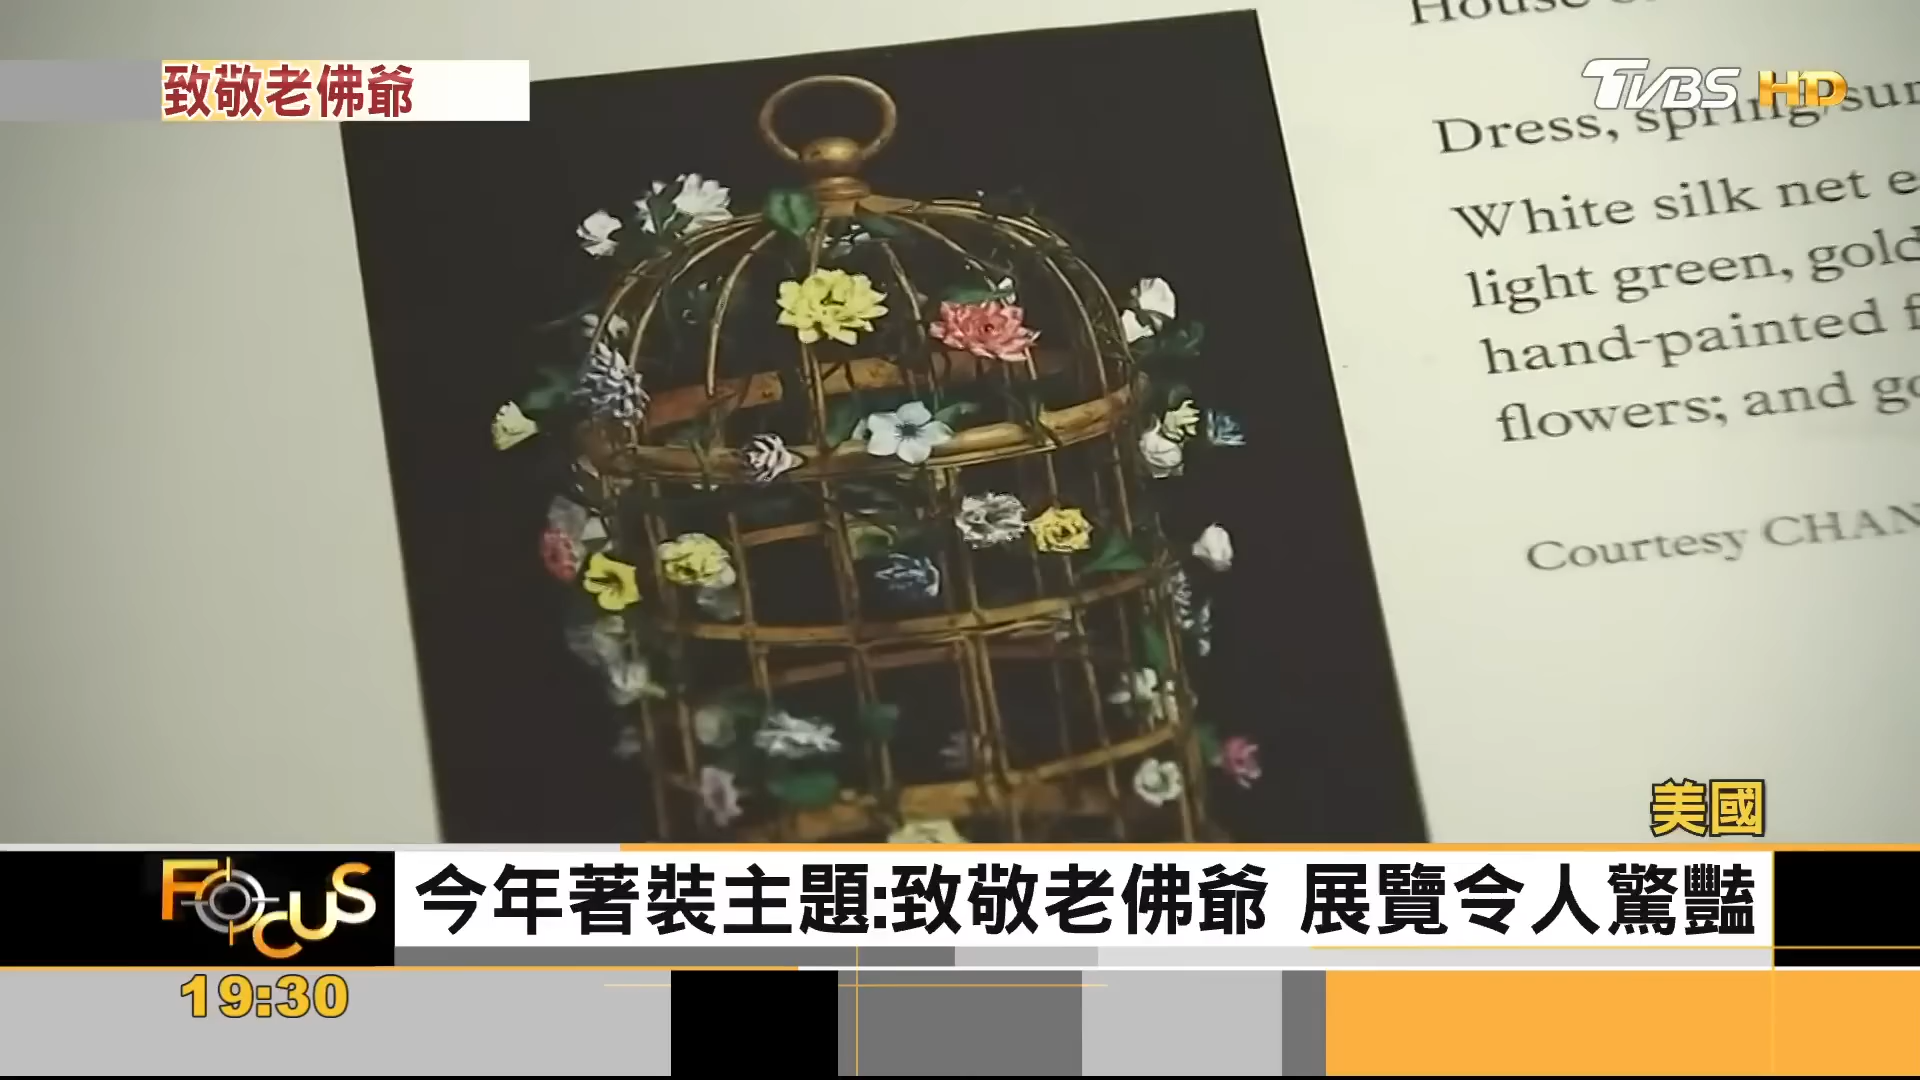 致敬老佛爺
TVBS HD
House
Dress, spring/sum
White silk net e
light green, gold
hand-painted f
flowers; and go
Courtesy CHAN
美國
FOCUS
今年著裝主題:致敬老佛爺 展覽令人驚豔
19:30